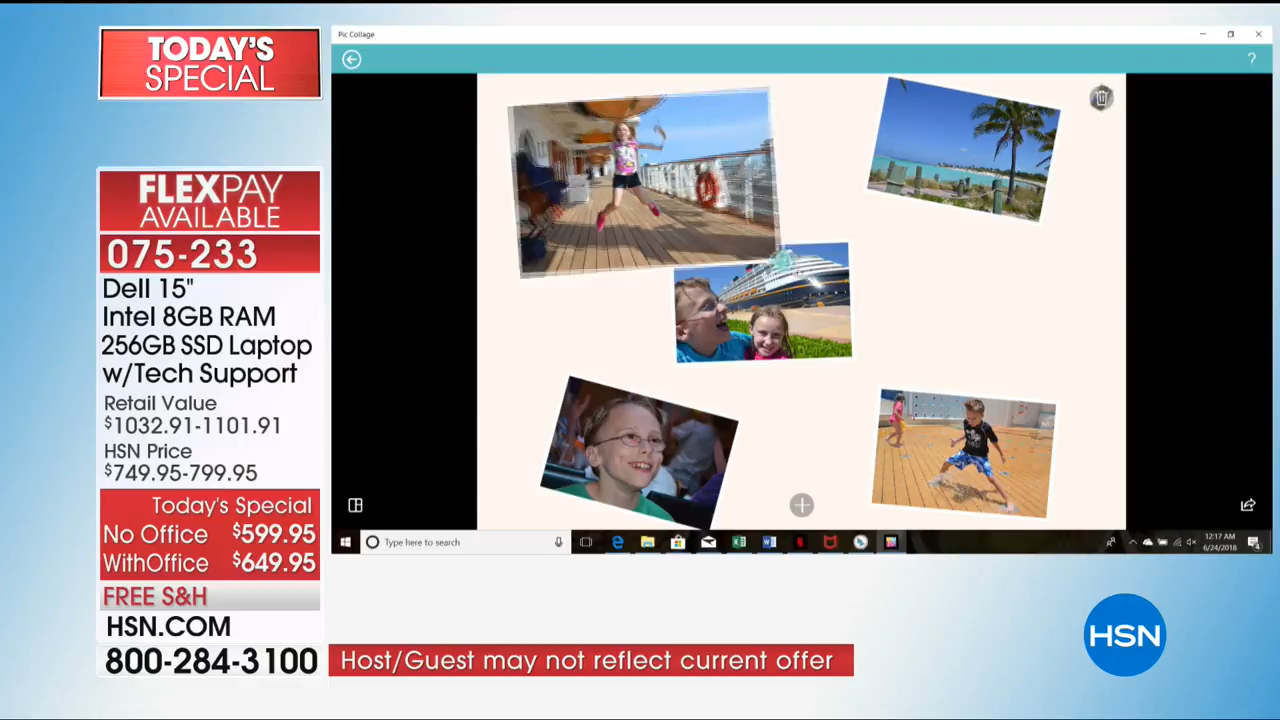 TODAY'S
SPECIAL
FLEXPAY
AVAILABLE
075-233
Dell 15"
Intel 8GB RAM
256GB SSD Laptop
w/Tech Support
Retail Value
$1032.91-1101.91
HSN Price
$749.95-799.95
Today's Special
No Office $599.95
WithOffice $649.95
FREE S&H
HSN.COM
800-284-3100
Pic Collage
?
Type here to search
12:17 AM
6/24/2018
Host/Guest may not reflect current offer
HSN